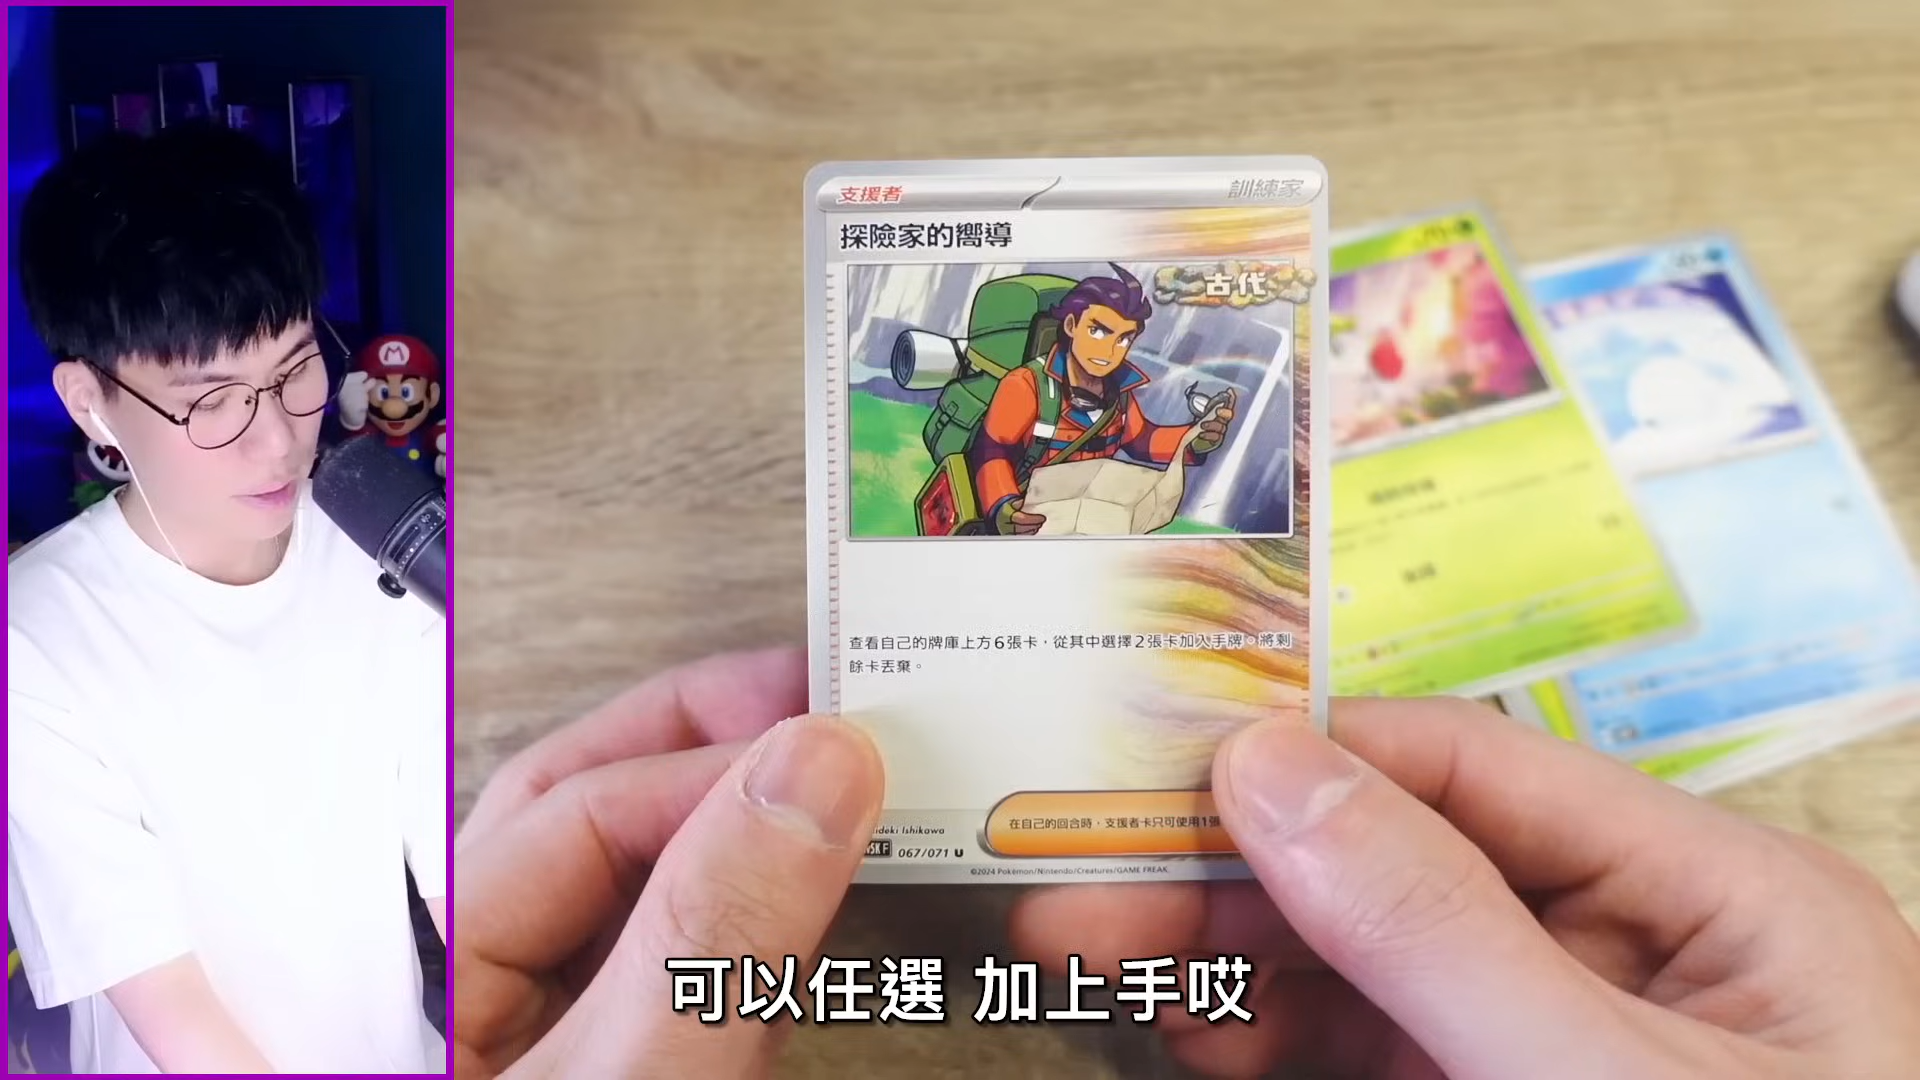 支援者
訓練家
探險家的嚮導
古代
查看自己的牌庫上方6張卡，從其中選擇2張卡加入手牌。將剩
餘卡丟棄。
在自己的回合時，支援者卡只可使用1張
ideki Ishikawa
067/071 U
©2024 Pokémon/Nintendo/Creatures/GAME FREAK.
可以任選 加上手哎
M